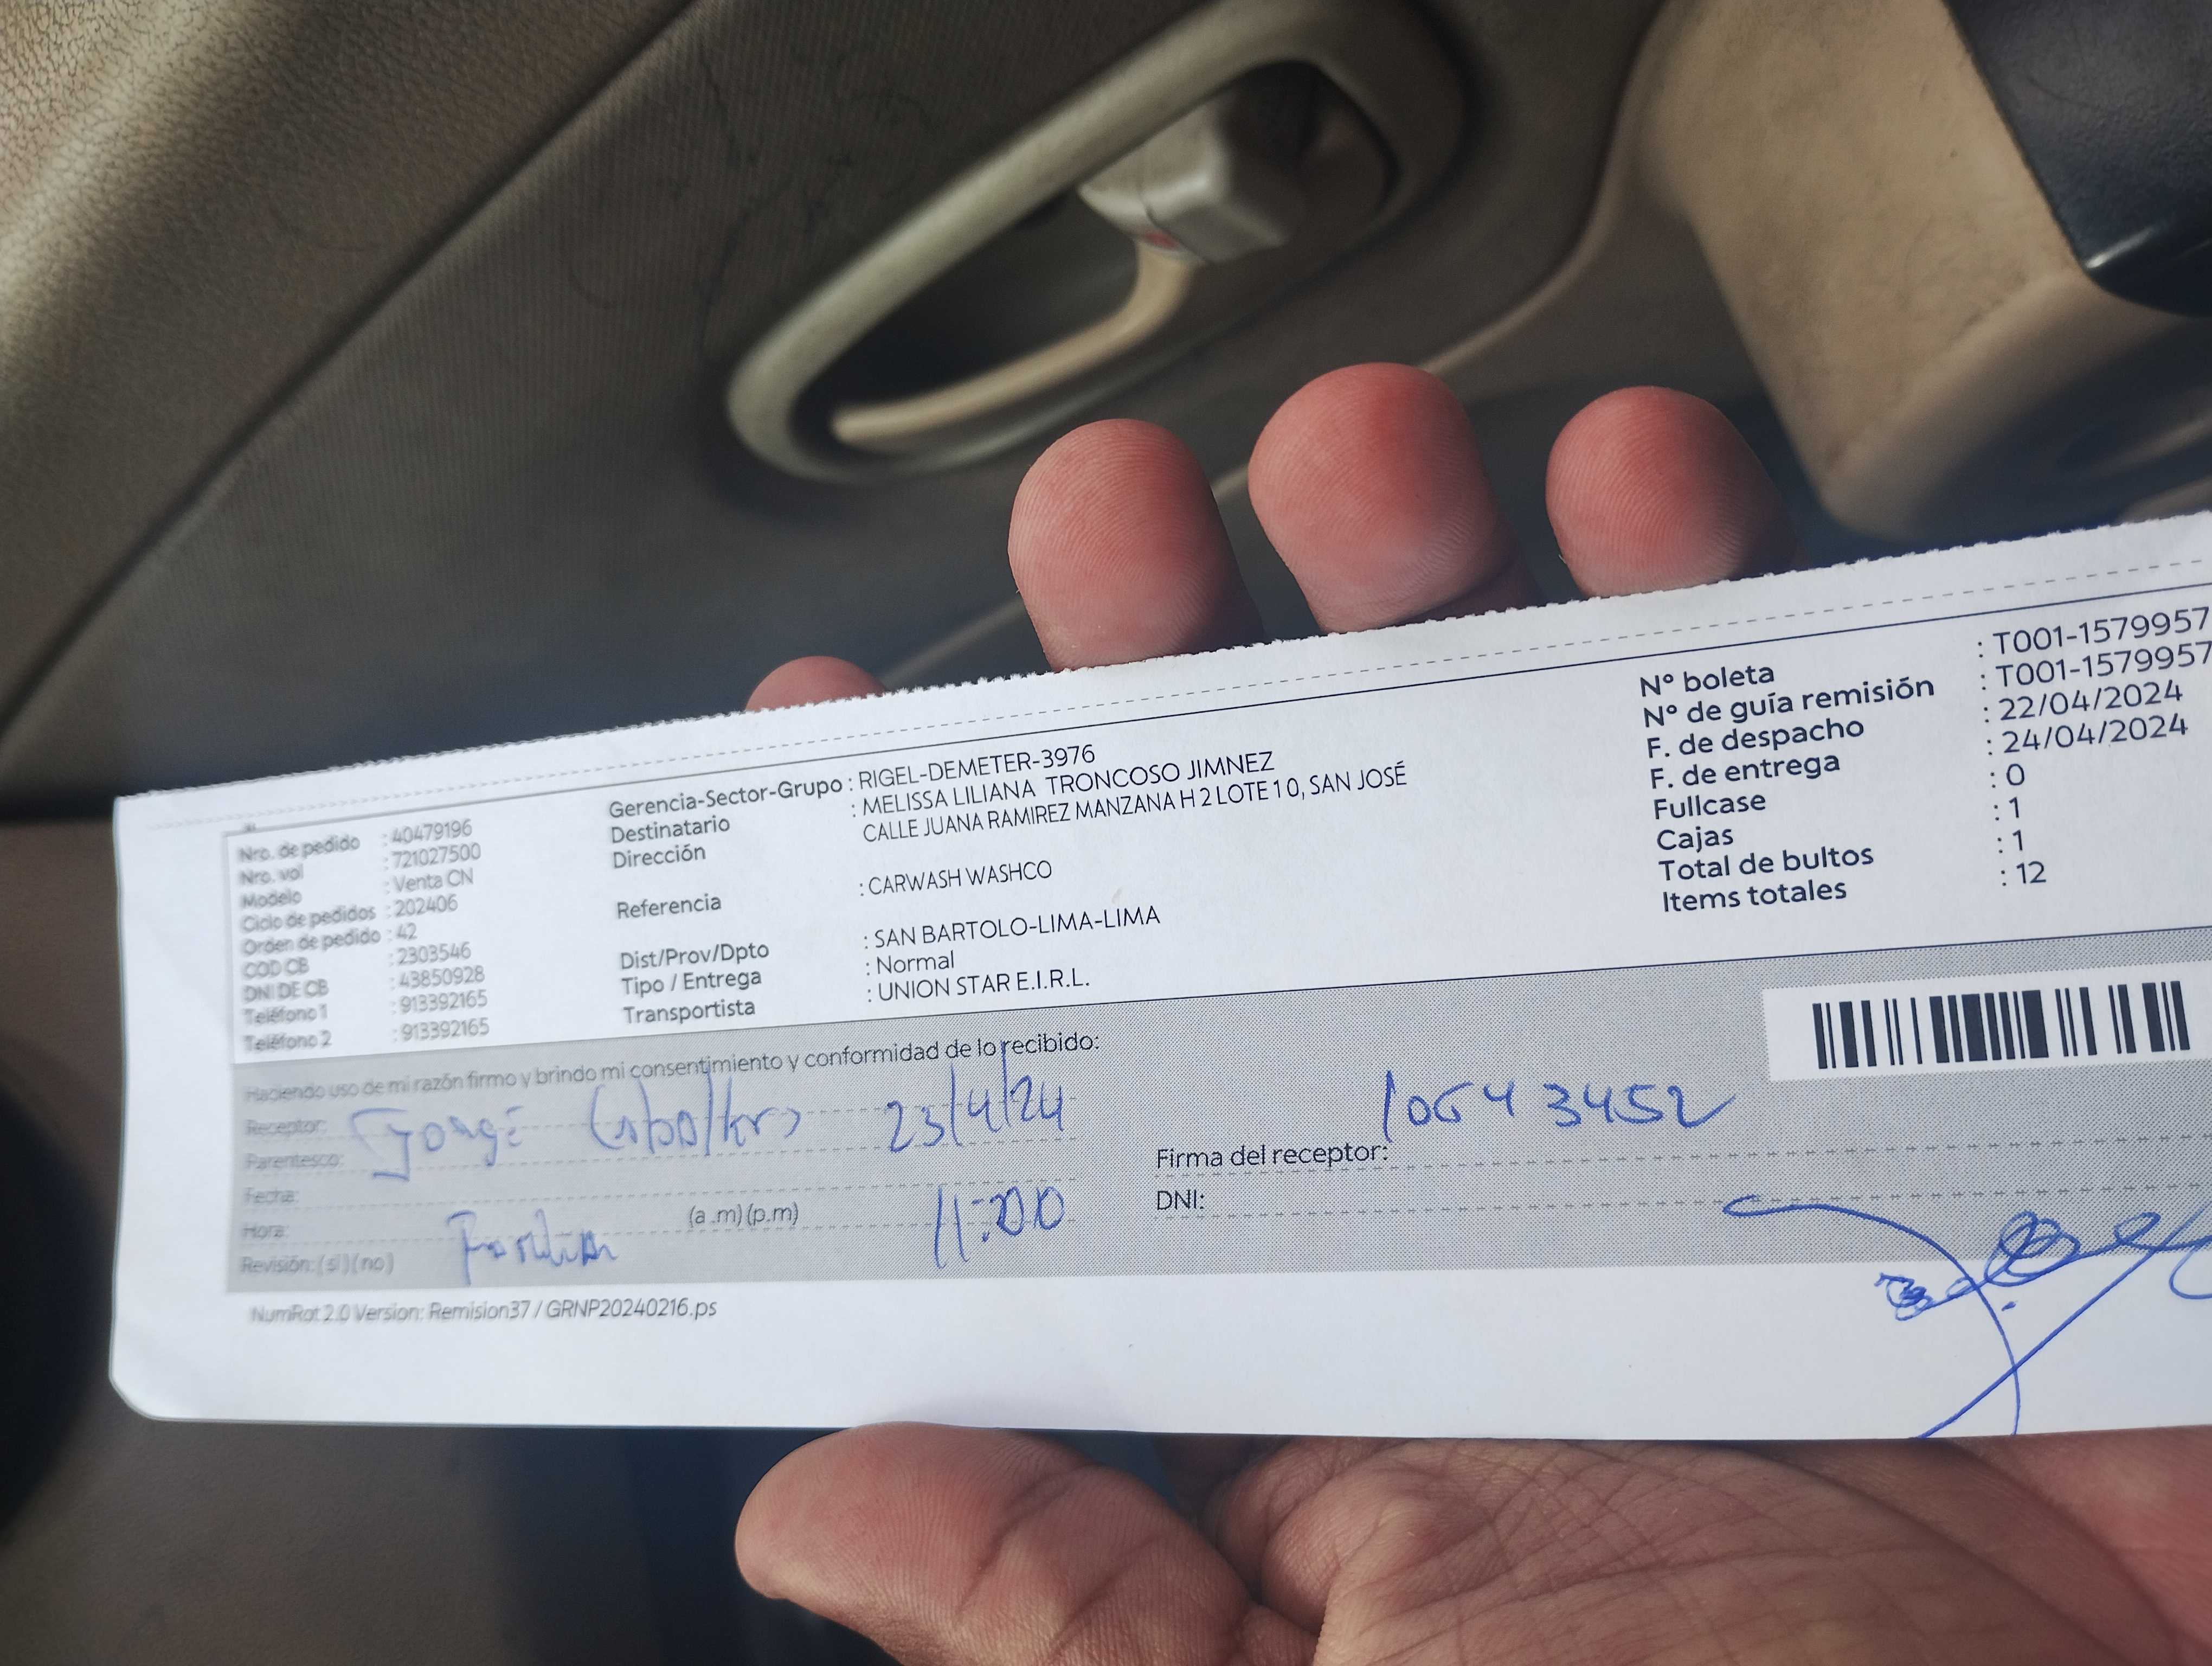 Nro. de pedido : 40479196
Nro. vol : 721027500
Modelo : Venta CN
Ciclo de pedidos : 202406
Orden de pedido : 42
COD CB : 2303546
DNI DE CB : 43850928
Teléfono 1 : 913392165
Teléfono 2 : 913392165
Gerencia-Sector-Grupo : RIGEL-DEMETER-3976
Destinatario : MELISSA LILIANA TRONCOSO JIMNEZ
Dirección CALLE JUANA RAMIREZ MANZANA H 2 LOTE 10, SAN JOSÉ
Referencia : CARWASH WASHCO
Dist/Prov/Dpto : SAN BARTOLO-LIMA-LIMA
Tipo / Entrega : Normal
Transportista : UNION STAR E.I.R.L.
N° boleta : T001-1579957
N° de guía remisión : T001-1579957
F. de despacho : 22/04/2024
F. de entrega : 24/04/2024
Fullcase : 0
Cajas : 1
Total de bultos : 1
Items totales : 12
Haciendo uso de mi razón firmo y brindo mi consentimiento y conformidad de lo recibido:
Receptor: 23/4/24
Parentesco:
Fecha:
Hora: (a.m) (p.m) 11:00
Revisión: (si) (no)
Firma del receptor:
DNI:
NumRot 2.0 Version: Remision37 / GRNP20240216.ps